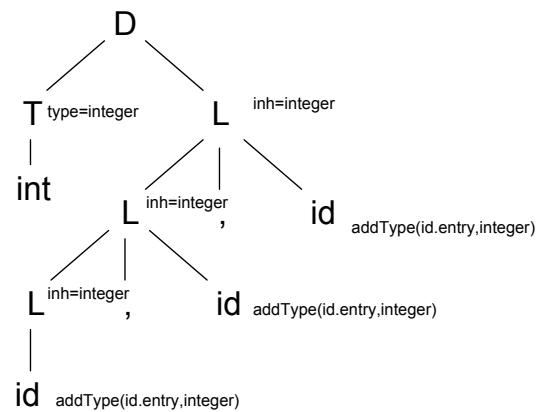 D
T type=integer L inh=integer
int
L inh=integer , id addType(id.entry,integer)
L inh=integer , id addType(id.entry,integer)
id addType(id.entry,integer)